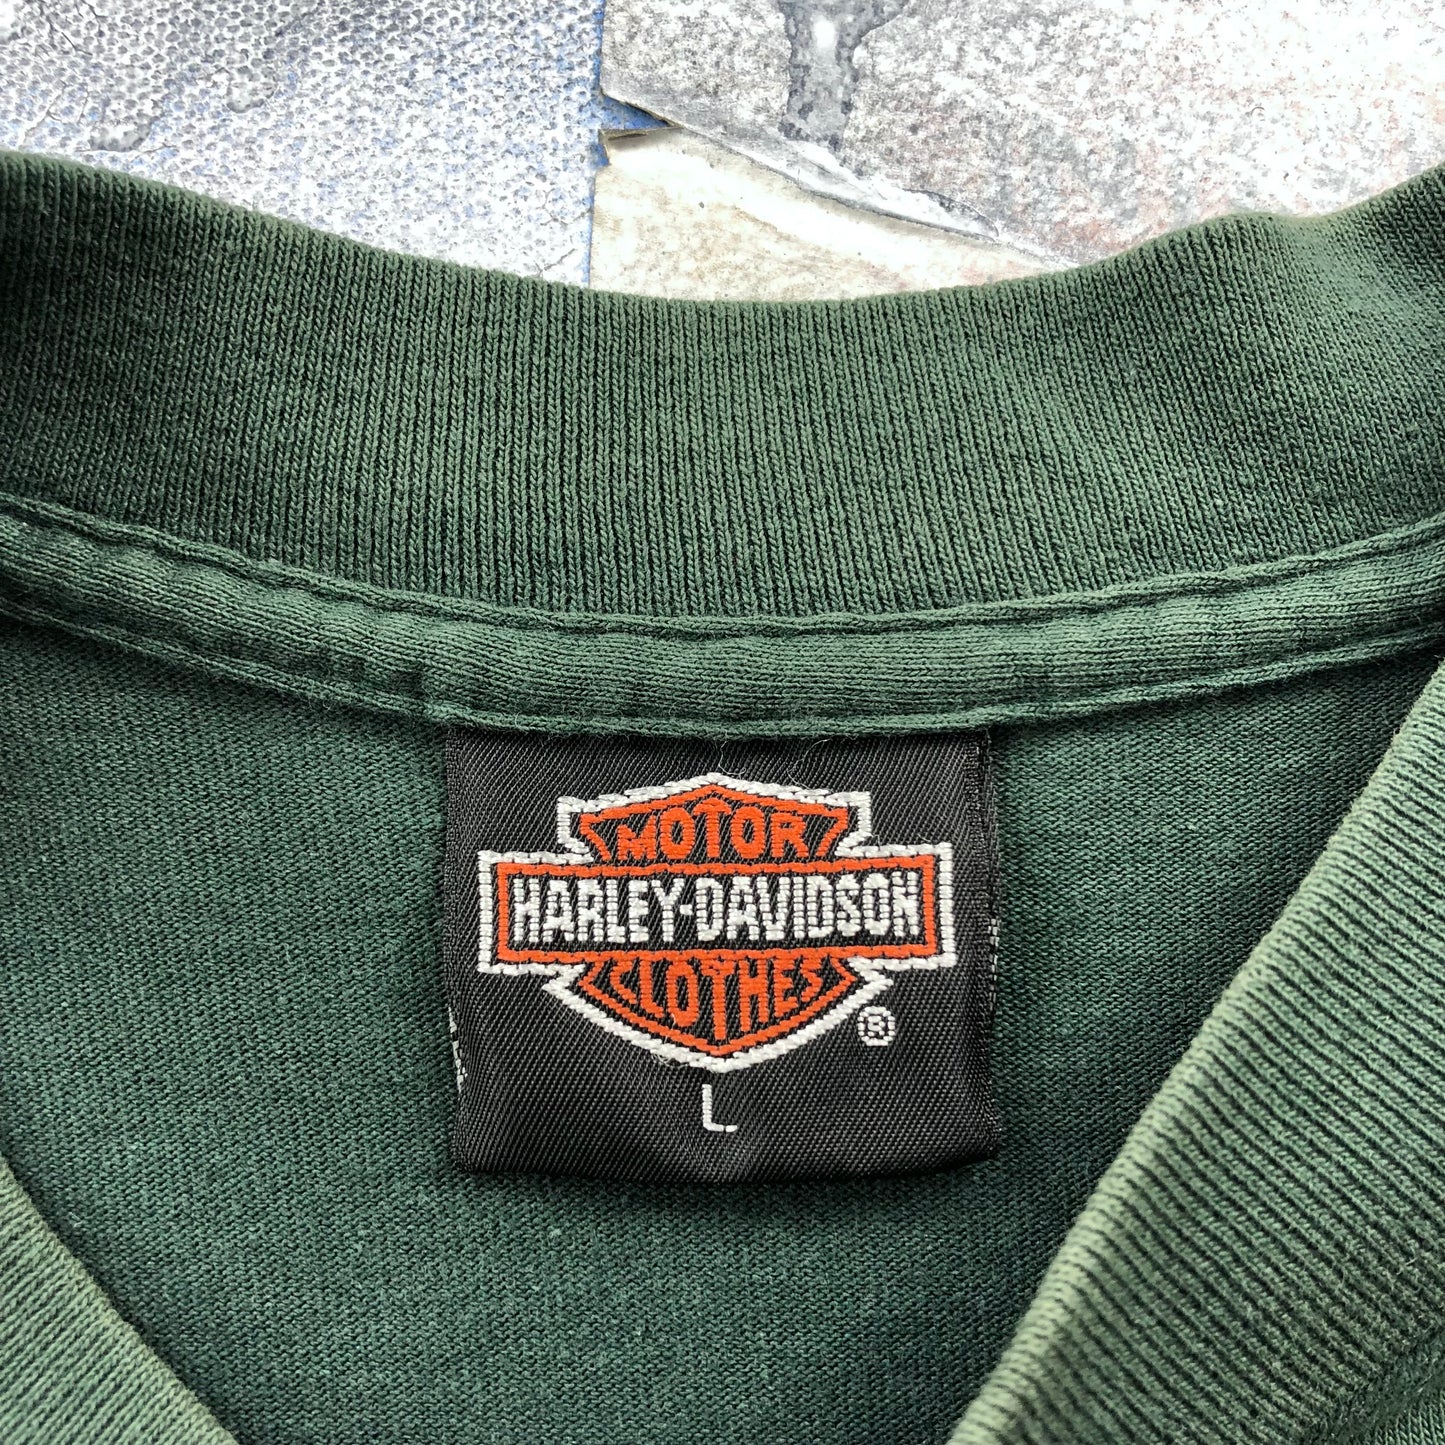 MOTOR
HARLEY-DAVIDSON
CLOTHES
®
L